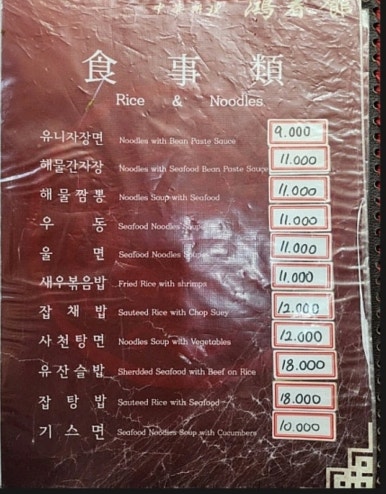 食事類
Rice & Noodles
유니자장면 Noodles with Bean Paste Sauce 9.000
해물간자장 Noodles with Seafood Bean Paste Sauce 11.000
해물짬뽕 Noodles Soup with Seafood 11.000
우동 Seafood Noodles Soup 11.000
울면 Seafood Noodles Soup 11.000
새우볶음밥 Fried Rice with shrimps 11.000
잡채밥 Sauteed Rice with Chop Suey 12.000
사천탕면 Noodles Soup with Vegetables 12.000
유산슬밥 Sherdded Seafood with Beef on Rice 18.000
잡탕밥 Sauteed Rice with Seafood 18.000
기스면 Seafood Noodles Soup with Cucumbers 10.000